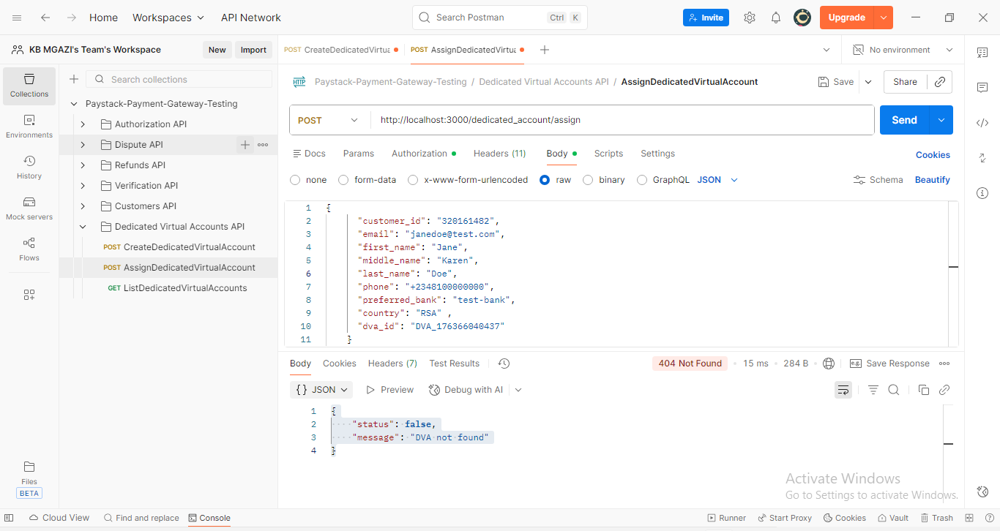 Home Workspaces API Network Search Postman Ctrl K Invite Upgrade
KB MGAZI's Team's Workspace New Import POST CreateDedicatedVirtua POST AssignDedicatedVirtua No environment
Search collections
HTTP Paystack-Payment-Gateway-Testing / Dedicated Virtual Accounts API / AssignDedicatedVirtualAccount Save Share
Collections
Environments
History
Mock servers
Flows
Files
BETA
Paystack-Payment-Gateway-Testing
Authorization API
Dispute API
Refunds API
Verification API
Customers API
Dedicated Virtual Accounts API
POST CreateDedicatedVirtualAccount
POST AssignDedicatedVirtualAccount
GET ListDedicatedVirtualAccounts
POST http://localhost:3000/dedicated_account/assign Send
Docs Params Authorization Headers (11) Body Scripts Settings Cookies
none form-data x-www-form-urlencoded raw binary GraphQL JSON Schema Beautify
1 {
2 "customer_id": "320161482",
3 "email": "janedoe@test.com",
4 "first_name": "Jane",
5 "middle_name": "Karen",
6 "last_name": "Doe",
7 "phone": "+2348100000000",
8 "preferred_bank": "test-bank",
9 "country": "RSA" ,
10 "dva_id": "DVA_176366040437"
11 }
Body Cookies Headers (7) Test Results 404 Not Found 15 ms 284 B e.g. Save Response
{} JSON Preview Debug with AI
1 {
2 "status": false,
3 "message": "DVA not found"
4 }
Activate Windows
Go to Settings to activate Windows.
Cloud View Find and replace Console Runner Start Proxy Cookies Vault Trash